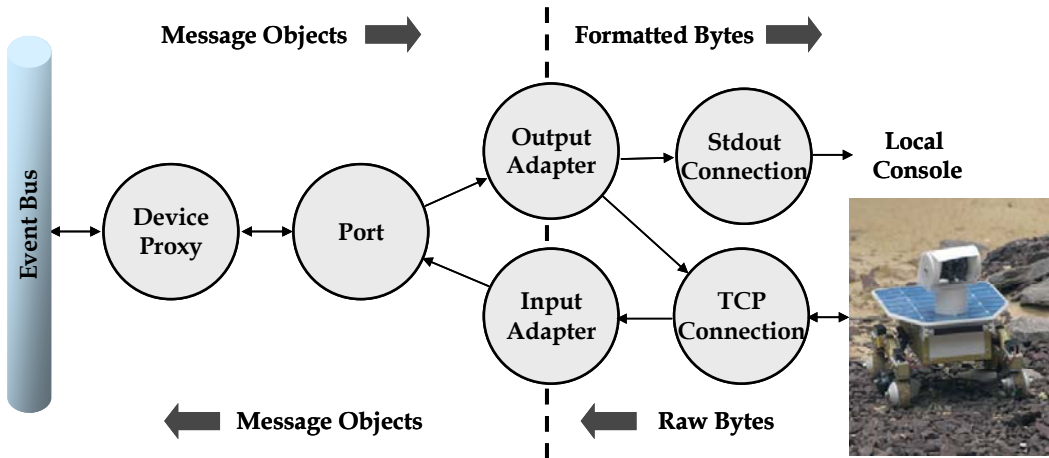 Message Objects
Formatted Bytes
Event Bus
Device
Proxy
Port
Output
Adapter
Stdout
Connection
Local
Console
Input
Adapter
TCP
Connection
Message Objects
Raw Bytes